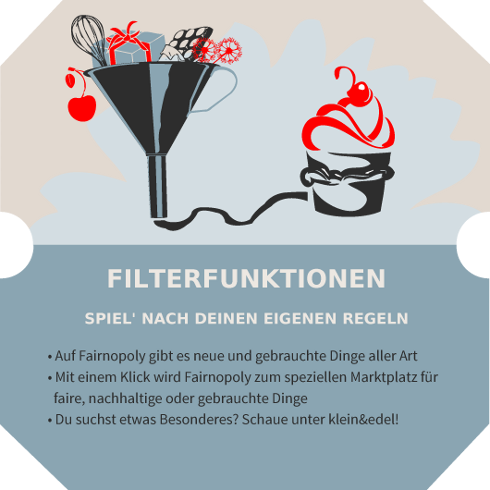 FILTERFUNKTIONEN
SPIEL' NACH DEINEN EIGENEN REGELN
• Auf Fairnopoly gibt es neue und gebrauchte Dinge aller Art
• Mit einem Klick wird Fairnopoly zum speziellen Marktplatz für
faire, nachhaltige oder gebrauchte Dinge
• Du suchst etwas Besonderes? Schaue unter klein&edel!